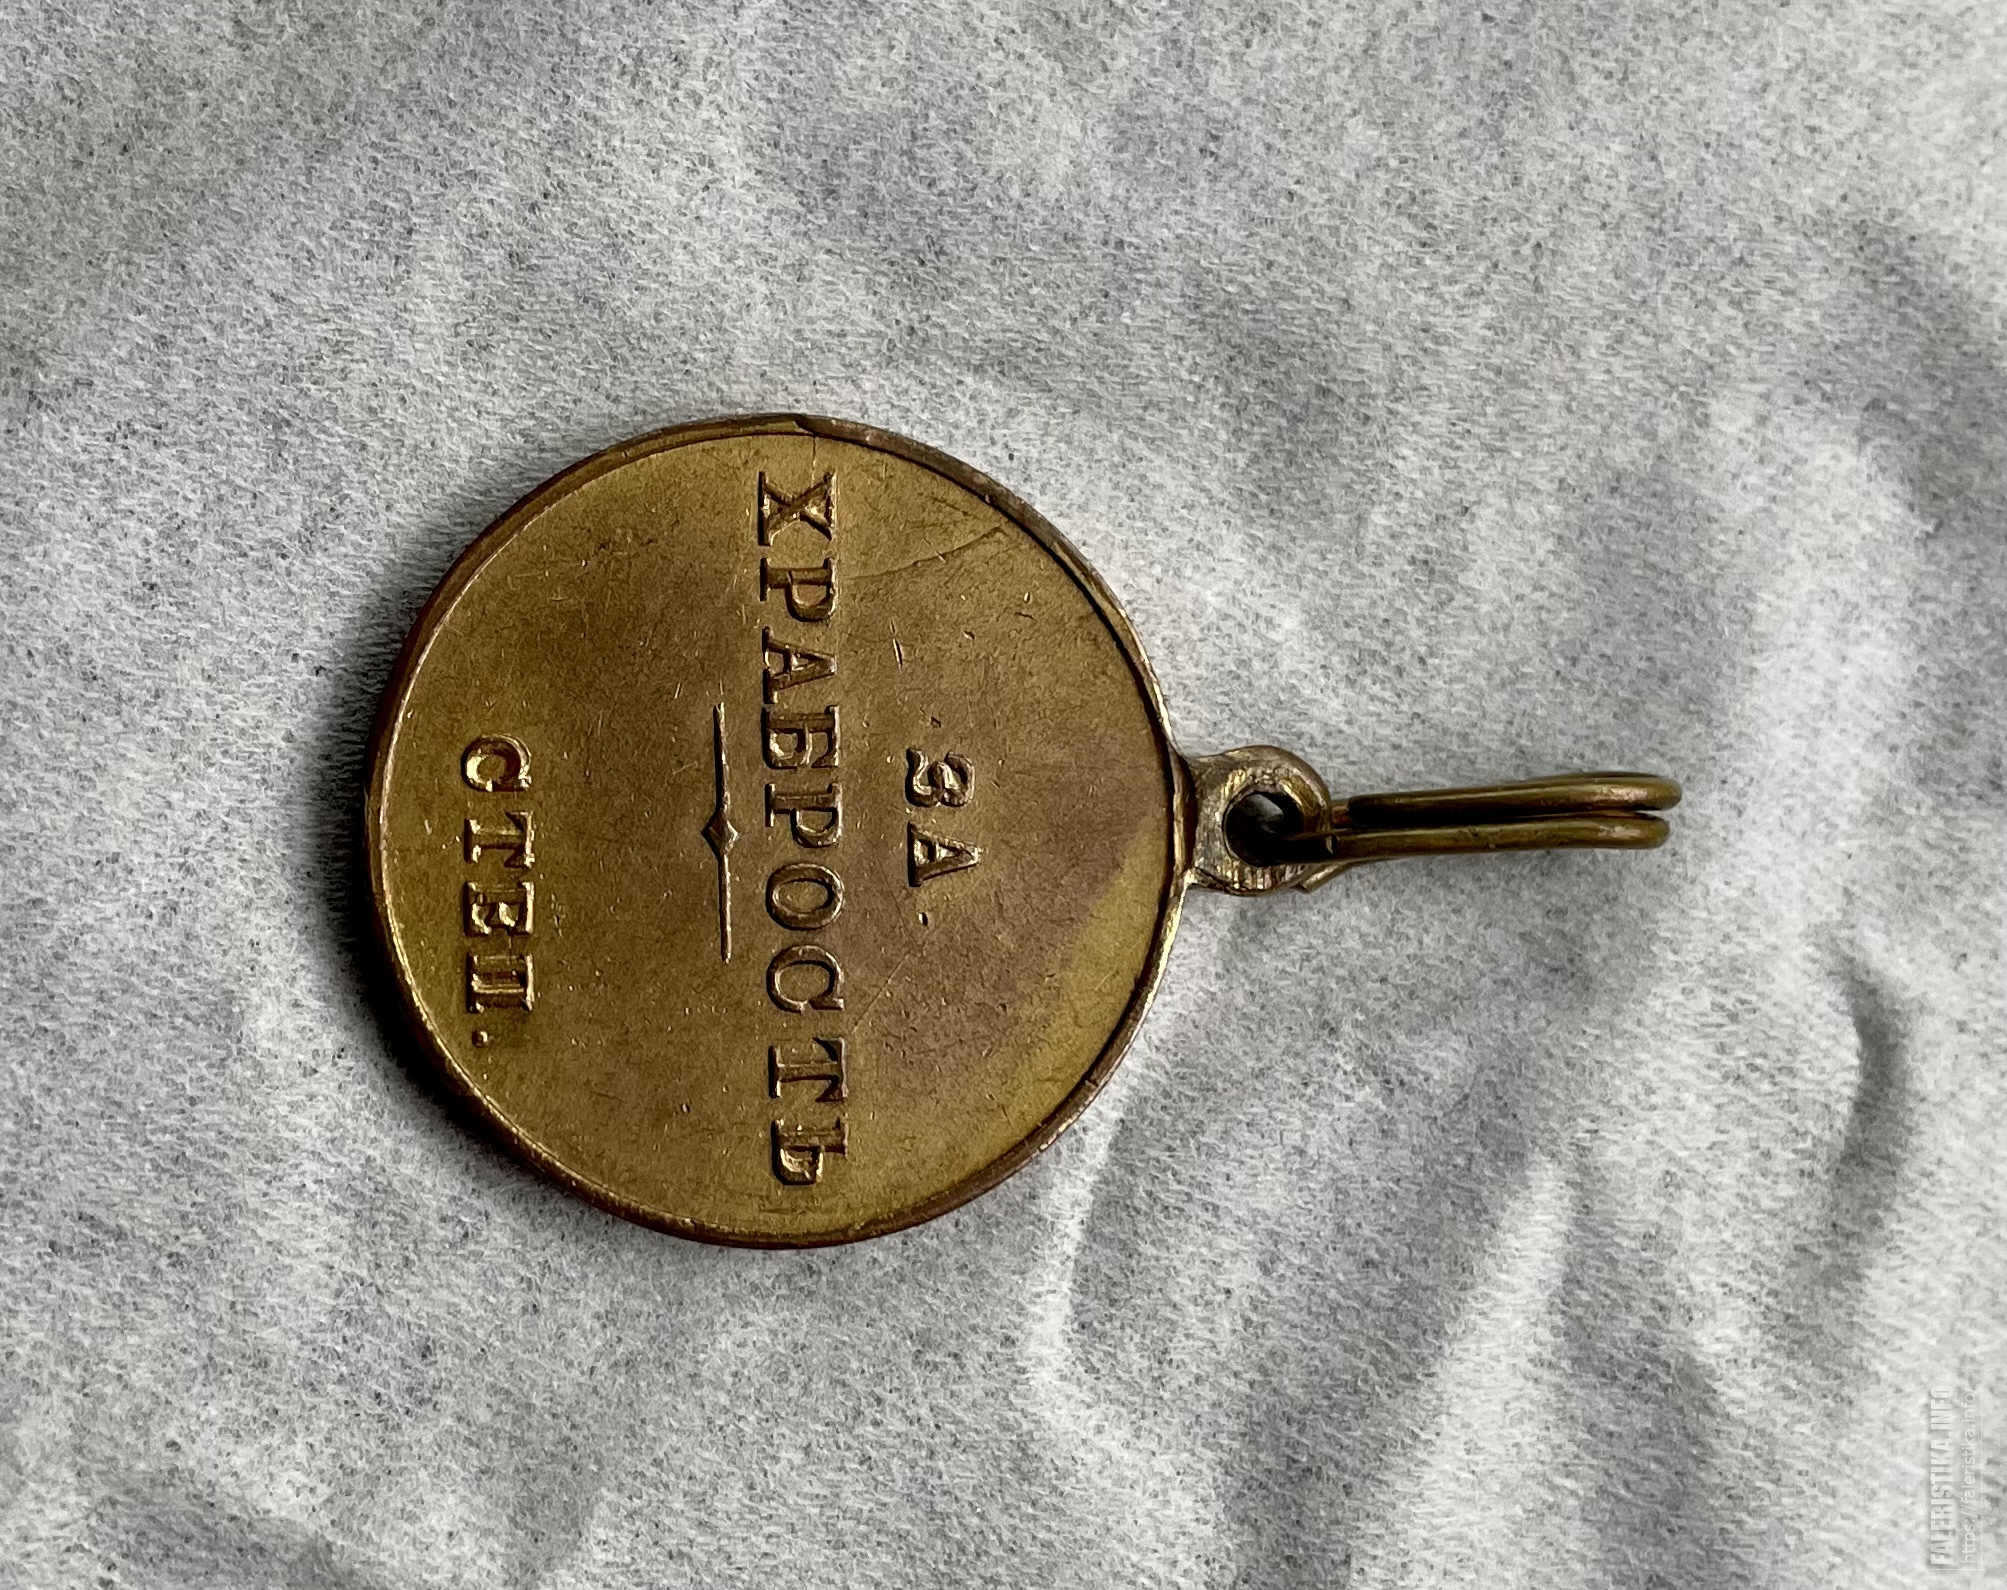 ЗА
ХРАБРОСТЬ
СТЕП.
FALERISTIKA.INFO
https://faleristika.info